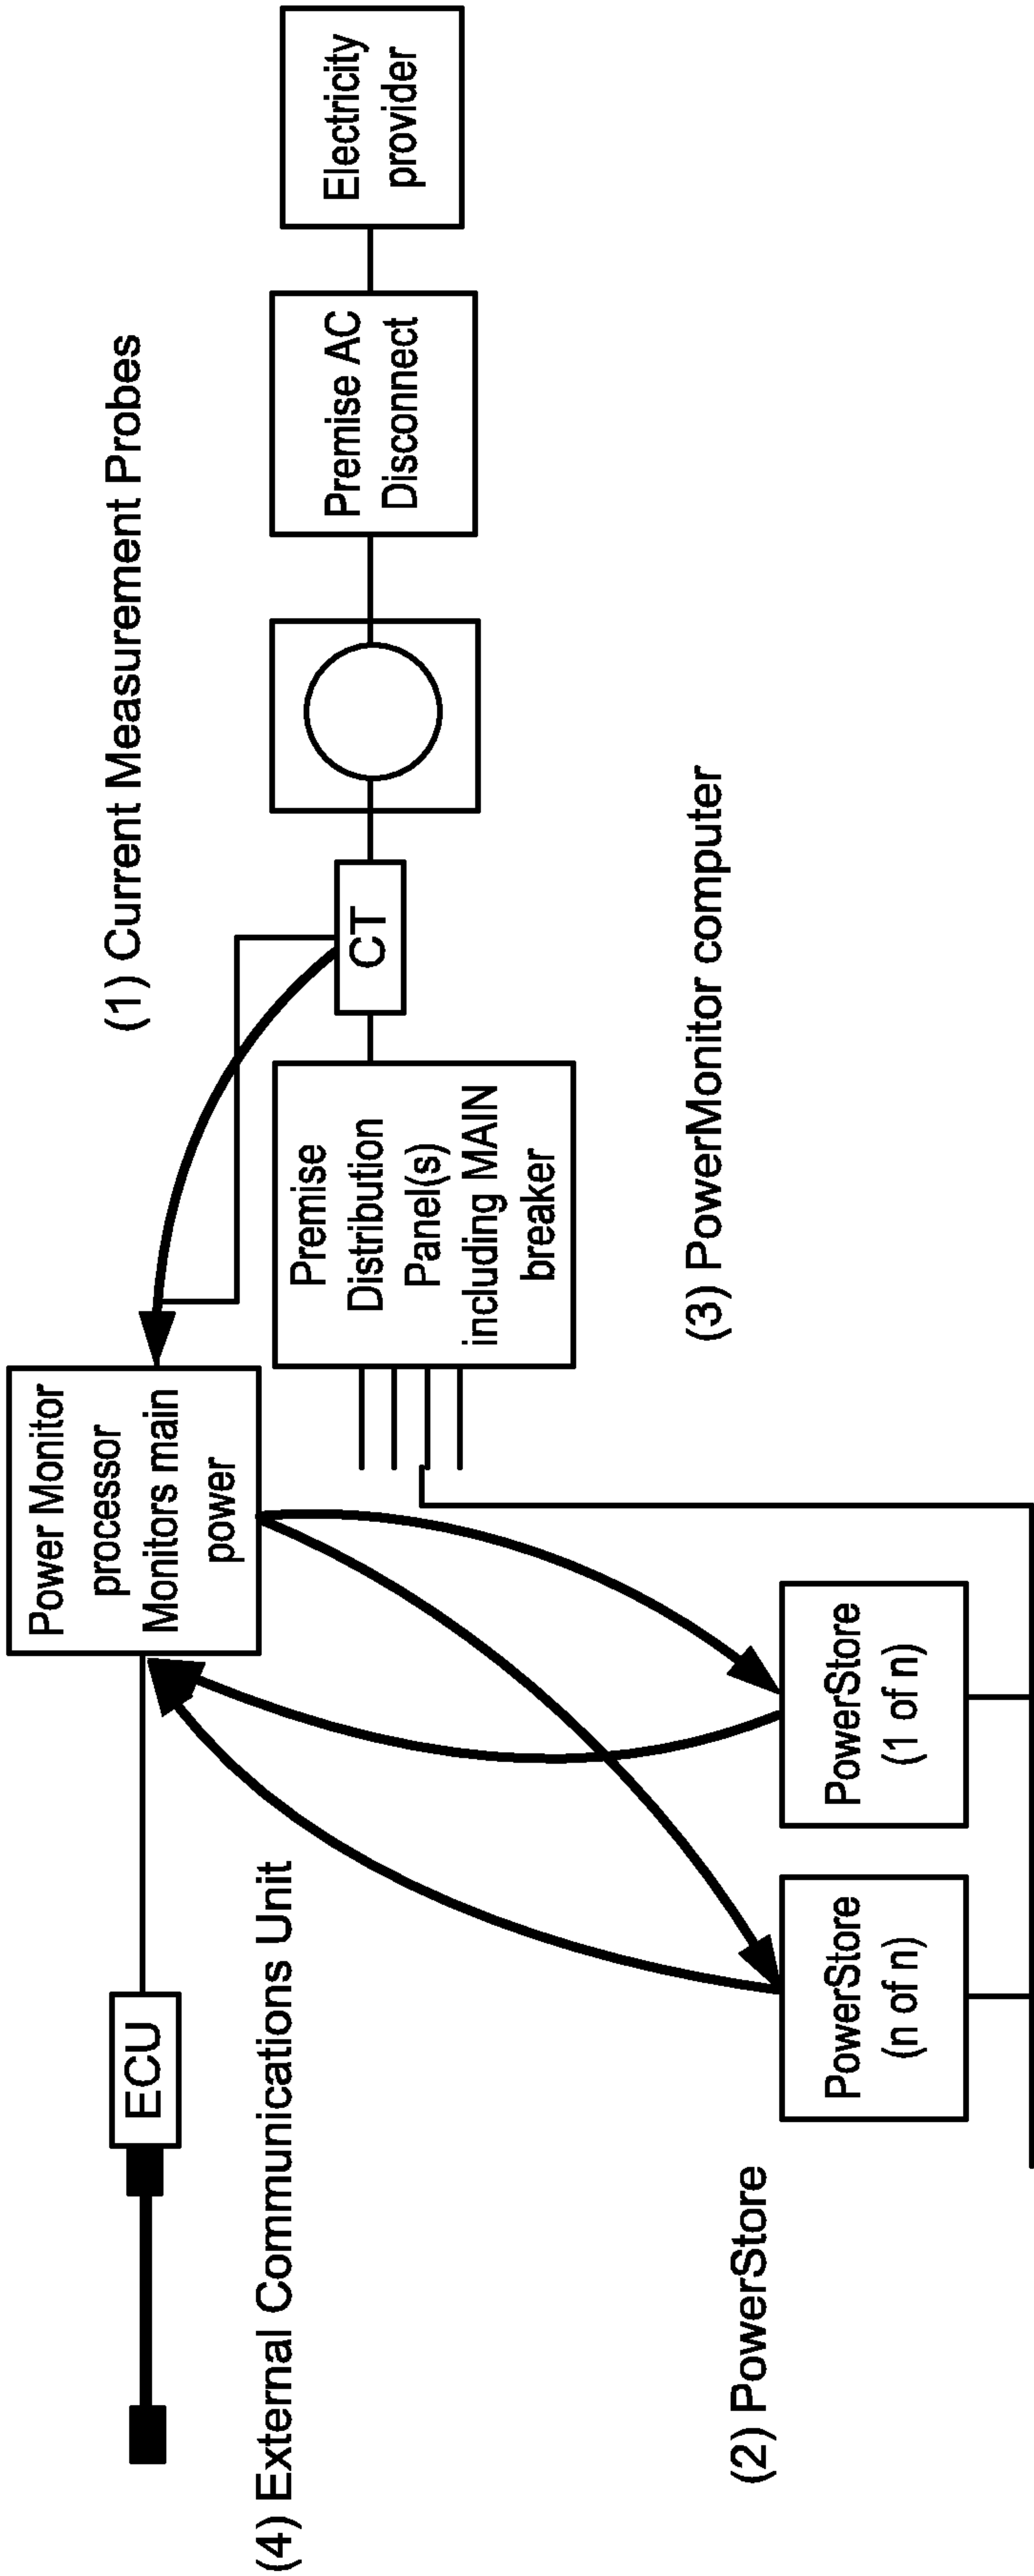 (1) Current Measurement Probes
Electricity
provider
Premise AC
Disconnect
CT
Premise
Distribution
Panel(s)
including MAIN
breaker
Power Monitor
processor
Monitors main
power
(3) PowerMonitor computer
ECU
(4) External Communications Unit
PowerStore
(1 of n)
PowerStore
(n of n)
(2) PowerStore